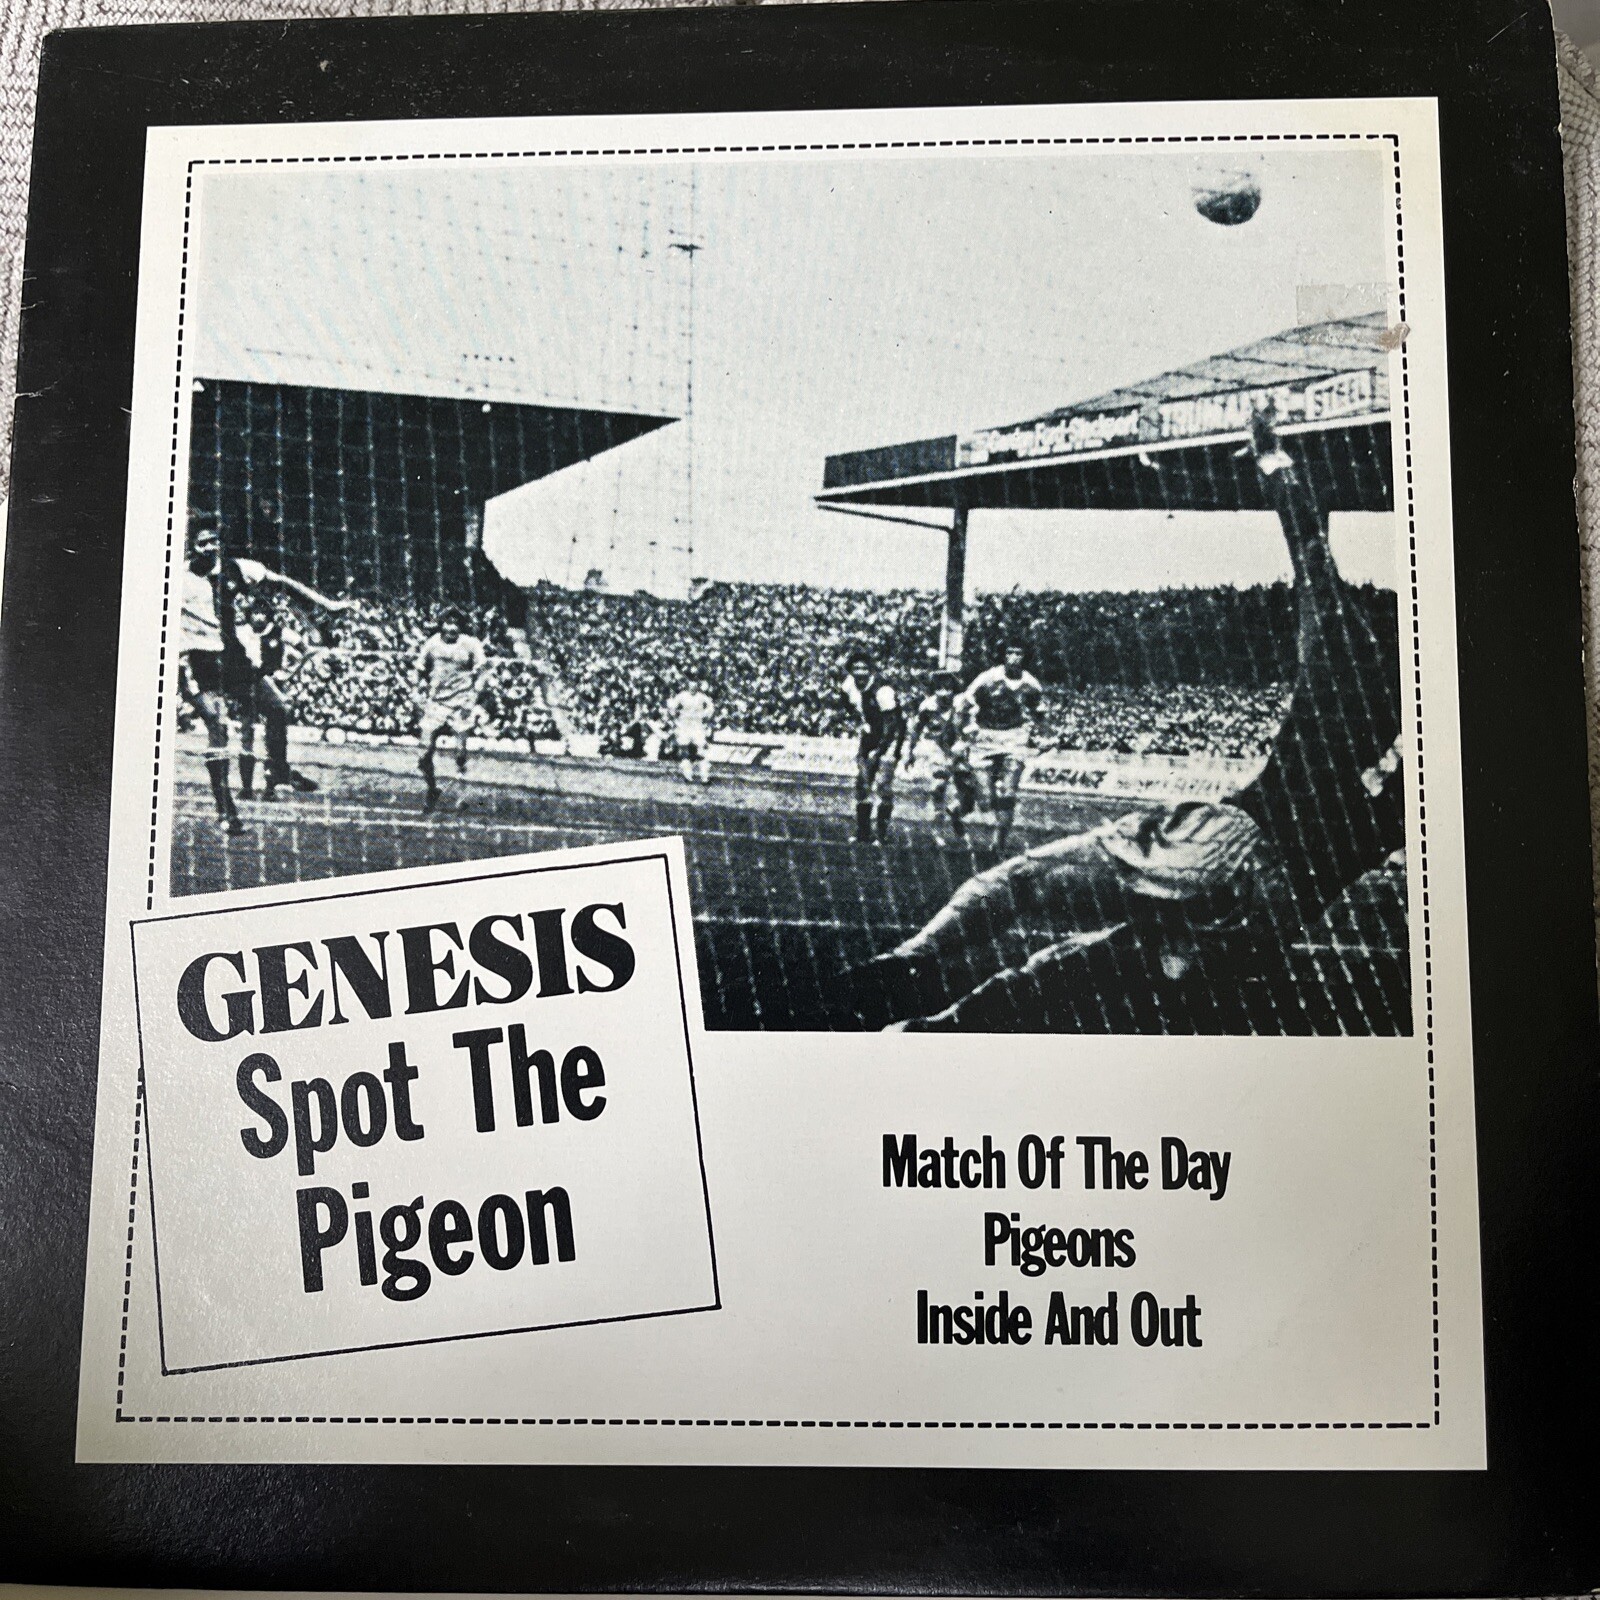 STEEL
GENESIS
Spot The
Pigeon
Match Of The Day
Pigeons
Inside And Out